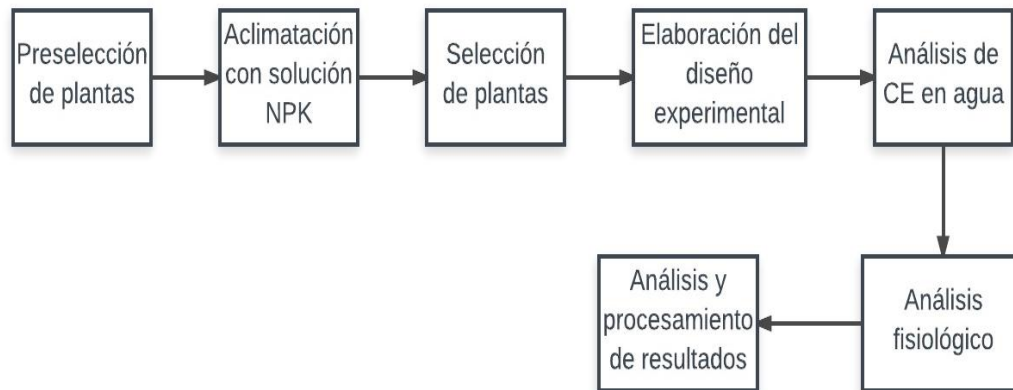 Preselección
de plantas
Aclimatación
con solución
NPK
Selección
de plantas
Elaboración del
diseño
experimental
Análisis de
CE en agua
Análisis
fisiológico
Análisis y
procesamiento
de resultados